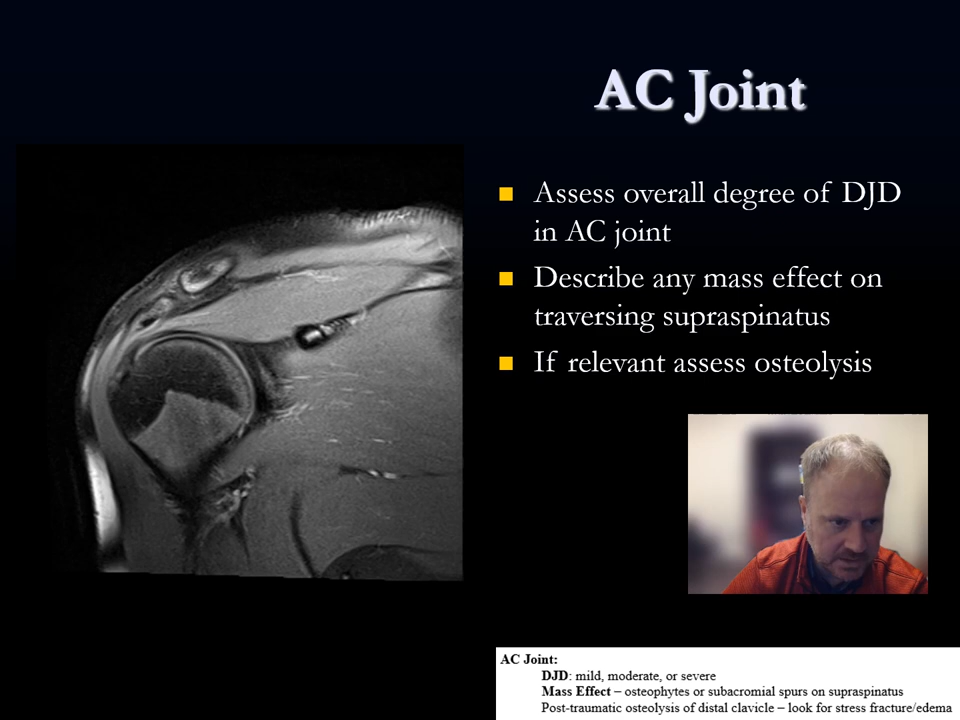 AC Joint
Assess overall degree of DJD
in AC joint
Describe any mass effect on
traversing supraspinatus
If relevant assess osteolysis
AC Joint:
DJD: mild, moderate, or severe
Mass Effect – osteophytes or subacromial spurs on supraspinatus
Post-traumatic osteolysis of distal clavicle – look for stress fracture/edema